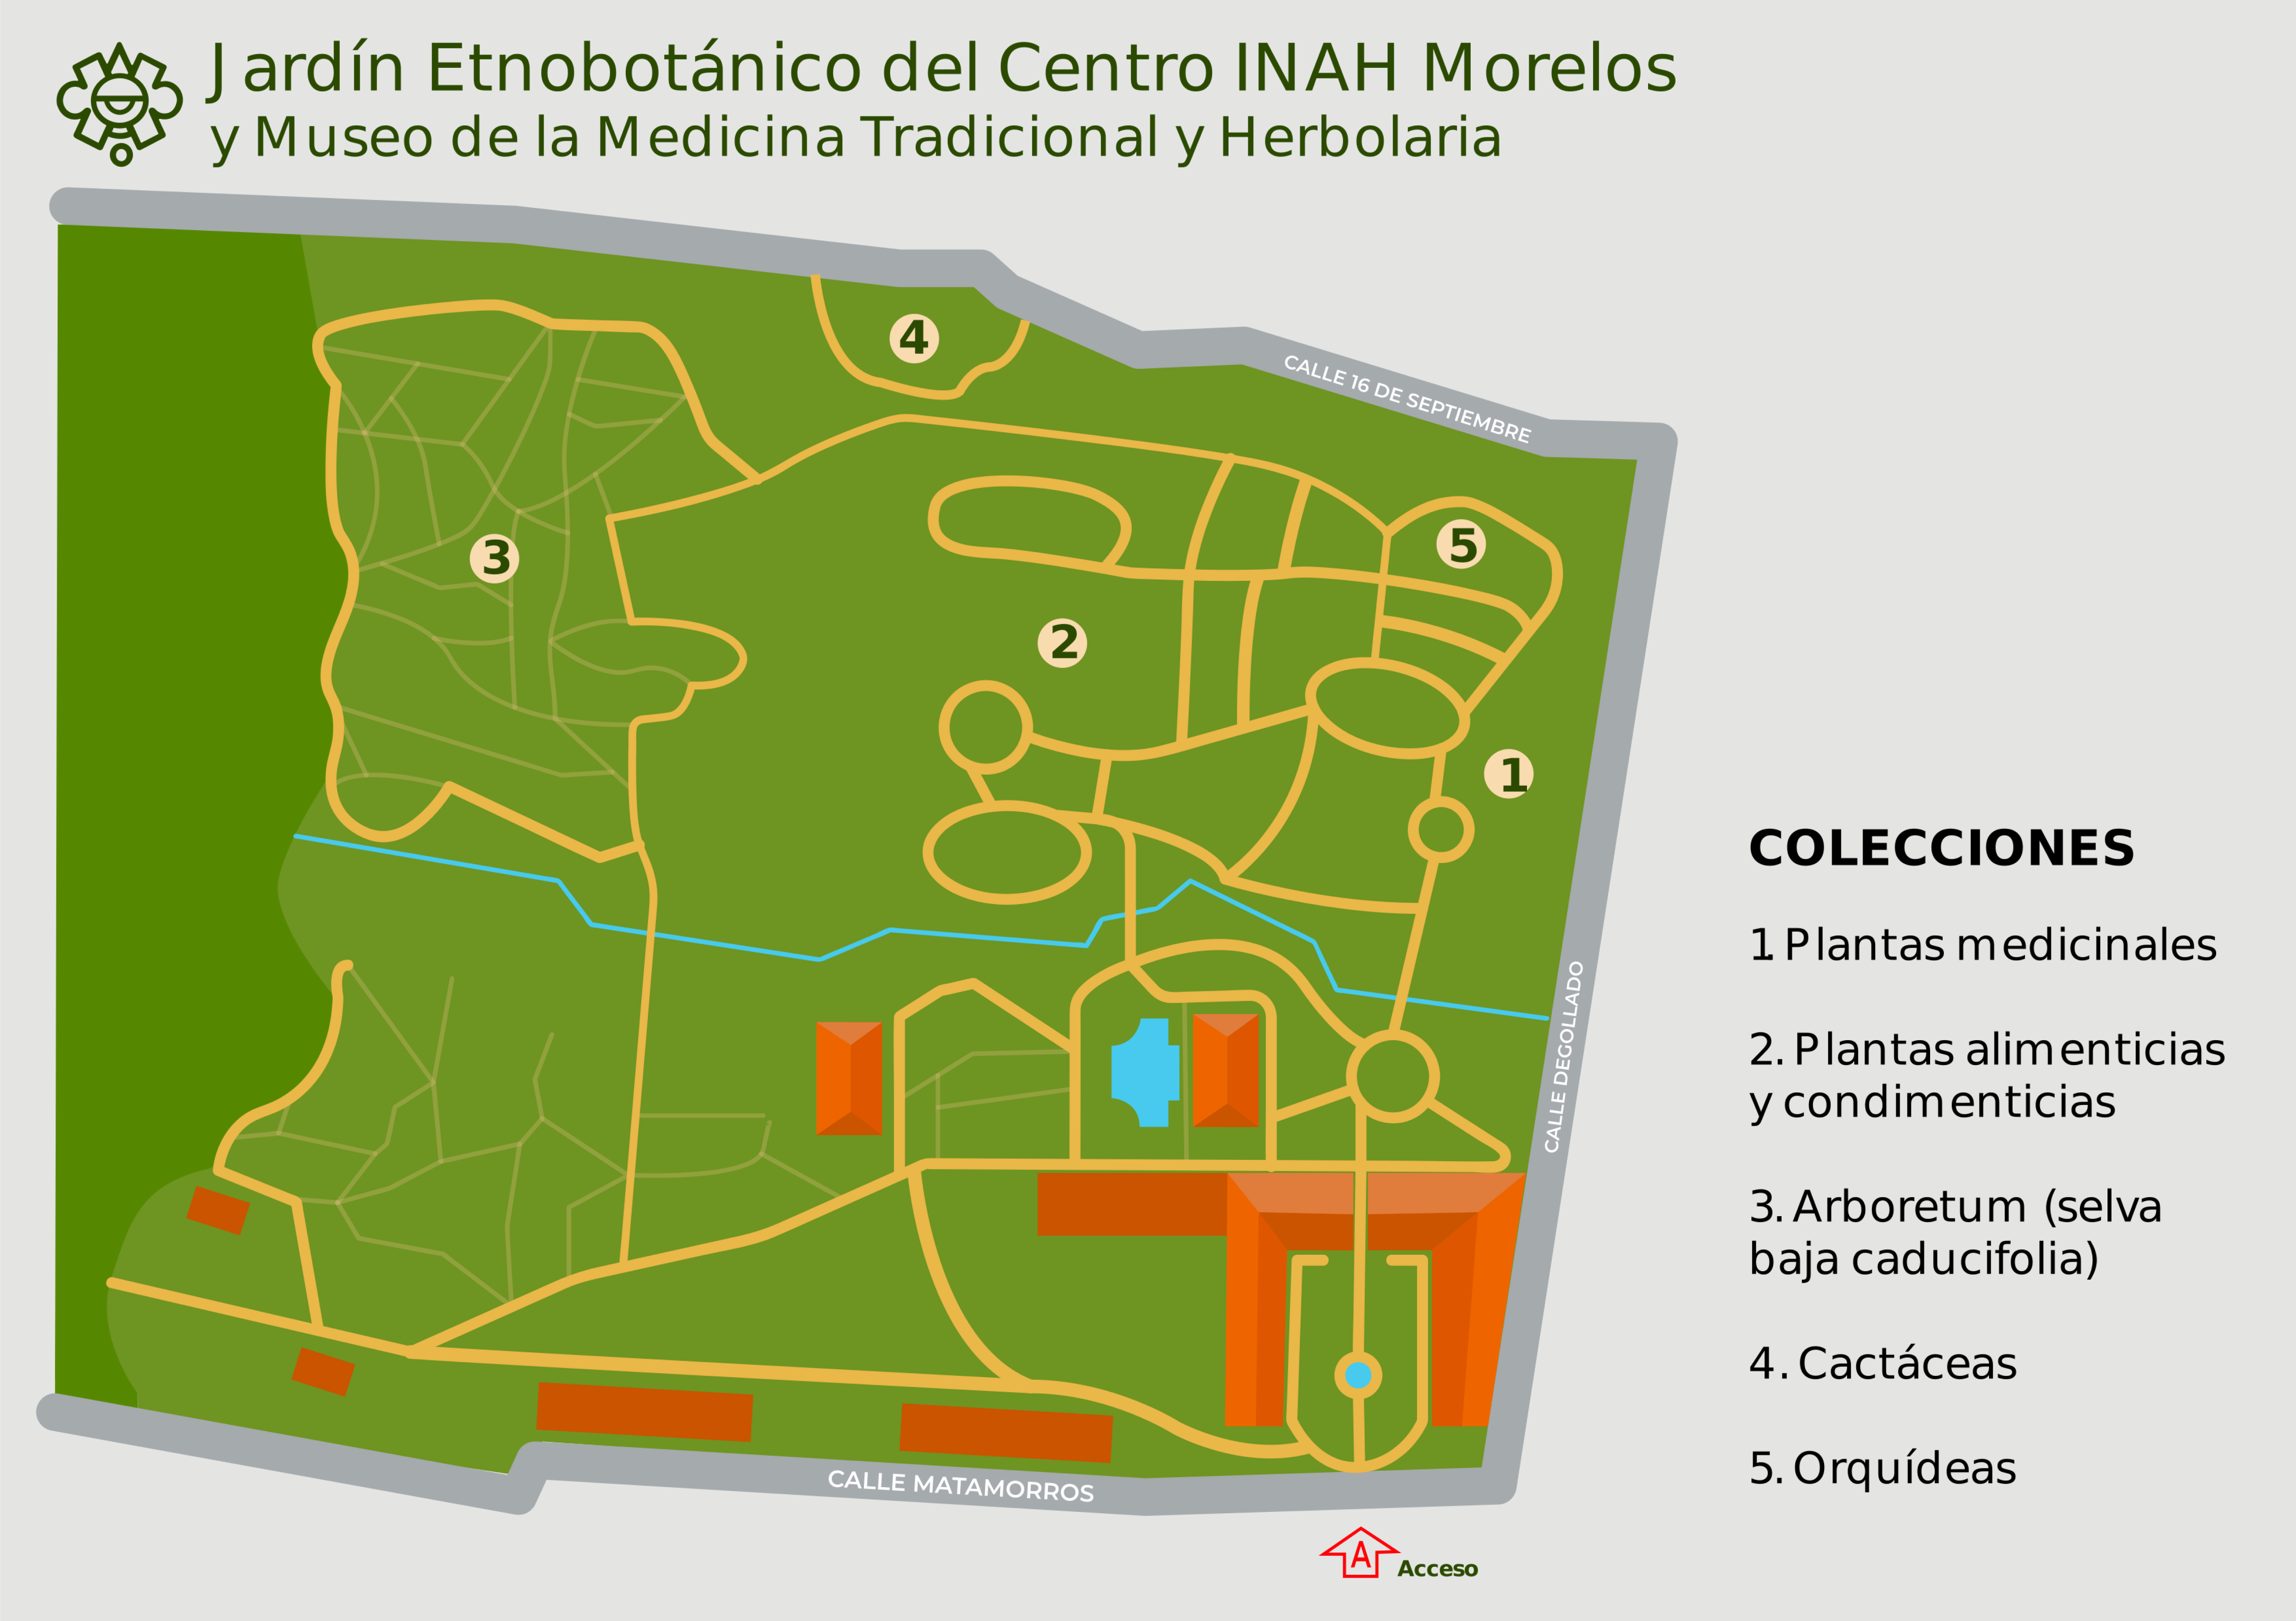 Jardín Etnobotánico del Centro INAH Morelos
y Museo de la Medicina Tradicional y Herbolaria
4
CALLE 16 DE SEPTIEMBRE
5
3
2
1
CALLE DEGOLLADO
CALLE MATAMORROS
A
Acceso
COLECCIONES
1. Plantas medicinales
2. Plantas alimenticias
y condimenticias
3. Arboretum (selva
baja caducifolia)
4. Cactáceas
5. Orquídeas